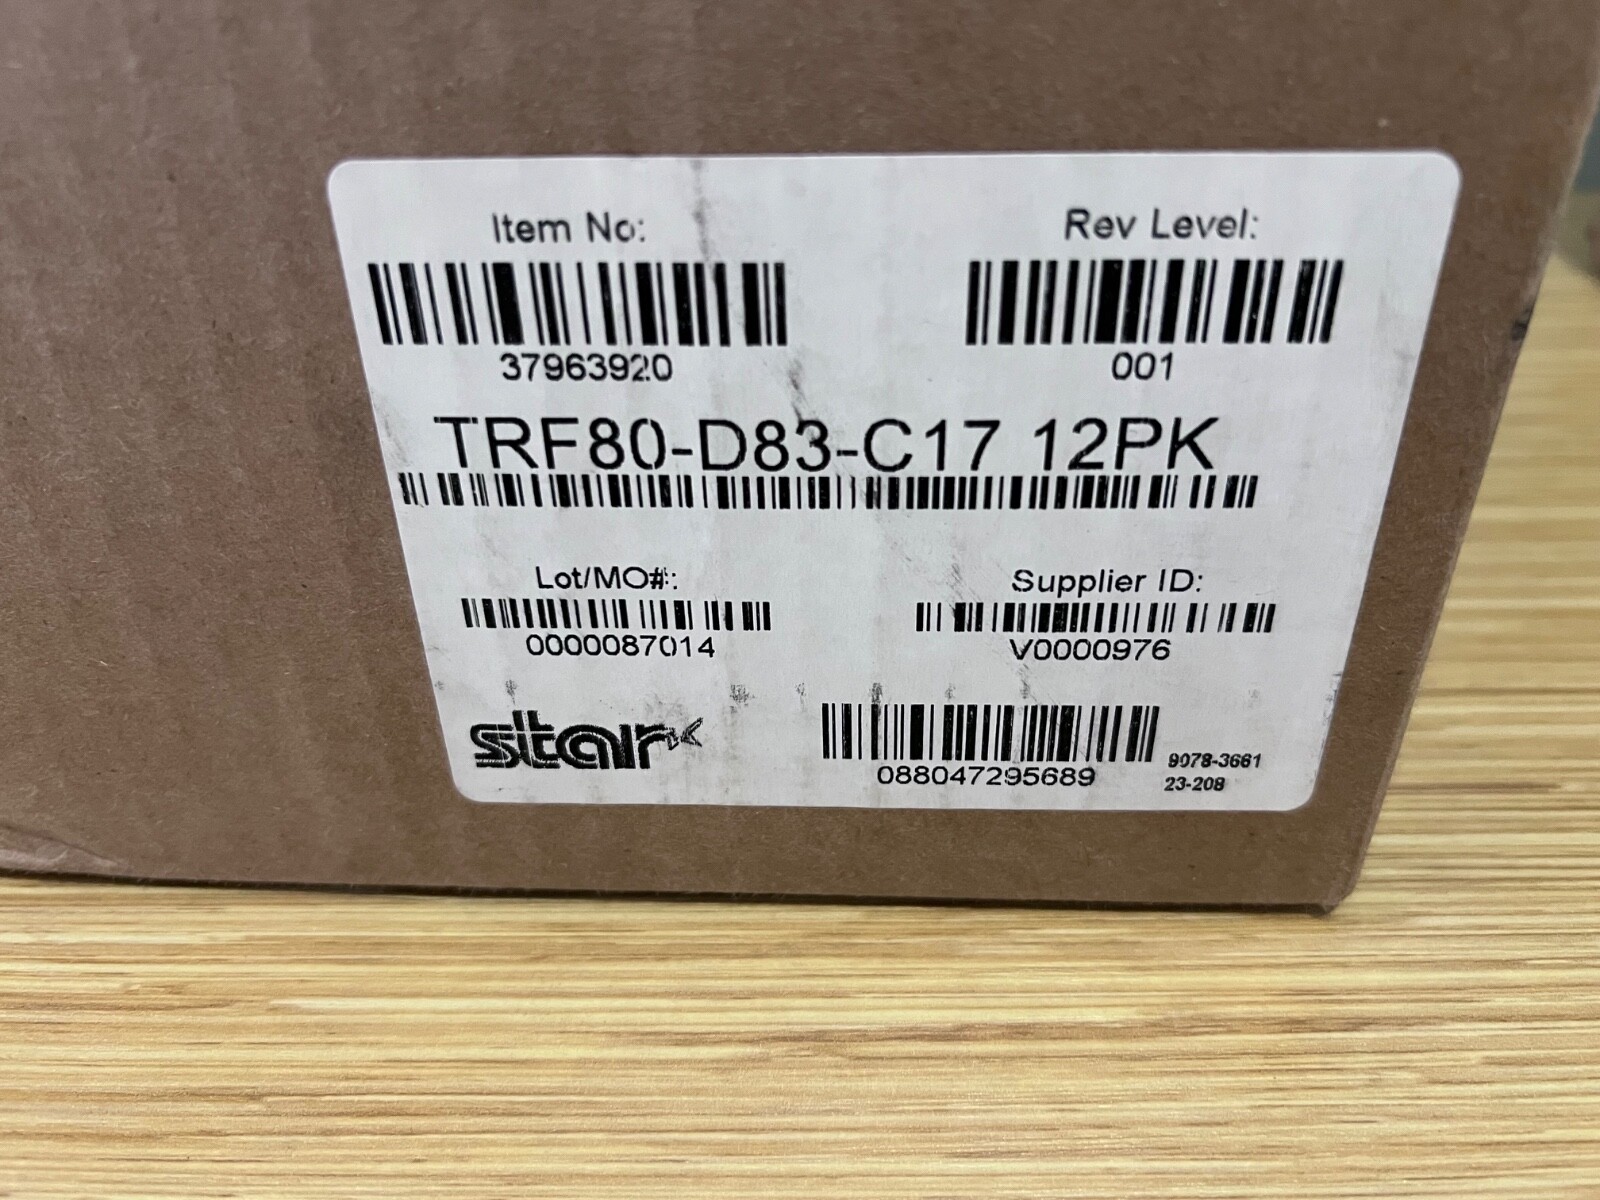 Item No:
Rev Level:
37963920
001
TRF80-D83-C17 12PK
Lot/MO#:
Supplier ID:
0000087014
V0000976
star
088047295689
9078-3661
23-208